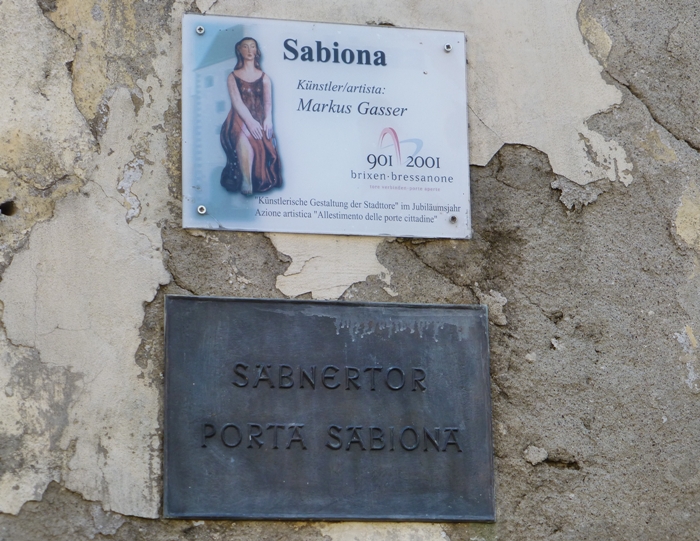 Sabiona
Künstler/artista:
Markus Gasser
901 2001
brixen·bressanone
Künstlerische Gestaltung der Stadttore" im Jubiläumsjahr
Azione artistica "Allestimento delle porte cittadine"
SÄBNERTOR
PORTA SABIONA